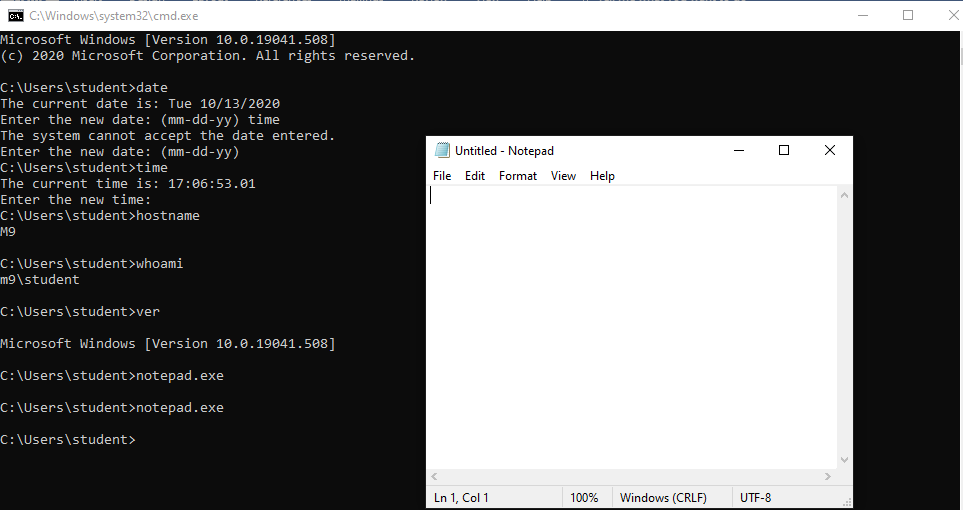 C:\Windows\system32\cmd.exe
Microsoft Windows [Version 10.0.19041.508]
(c) 2020 Microsoft Corporation. All rights reserved.
C:\Users\student>date
The current date is: Tue 10/13/2020
Enter the new date: (mm-dd-yy) time
The system cannot accept the date entered.
Enter the new date: (mm-dd-yy)
C:\Users\student>time
The current time is: 17:06:53.01
Enter the new time:
C:\Users\student>hostname
M9
C:\Users\student>whoami
m9\student
C:\Users\student>ver
Microsoft Windows [Version 10.0.19041.508]
C:\Users\student>notepad.exe
C:\Users\student>notepad.exe
C:\Users\student>
Untitled - Notepad
File Edit Format View Help
Ln 1, Col 1 100% Windows (CRLF) UTF-8